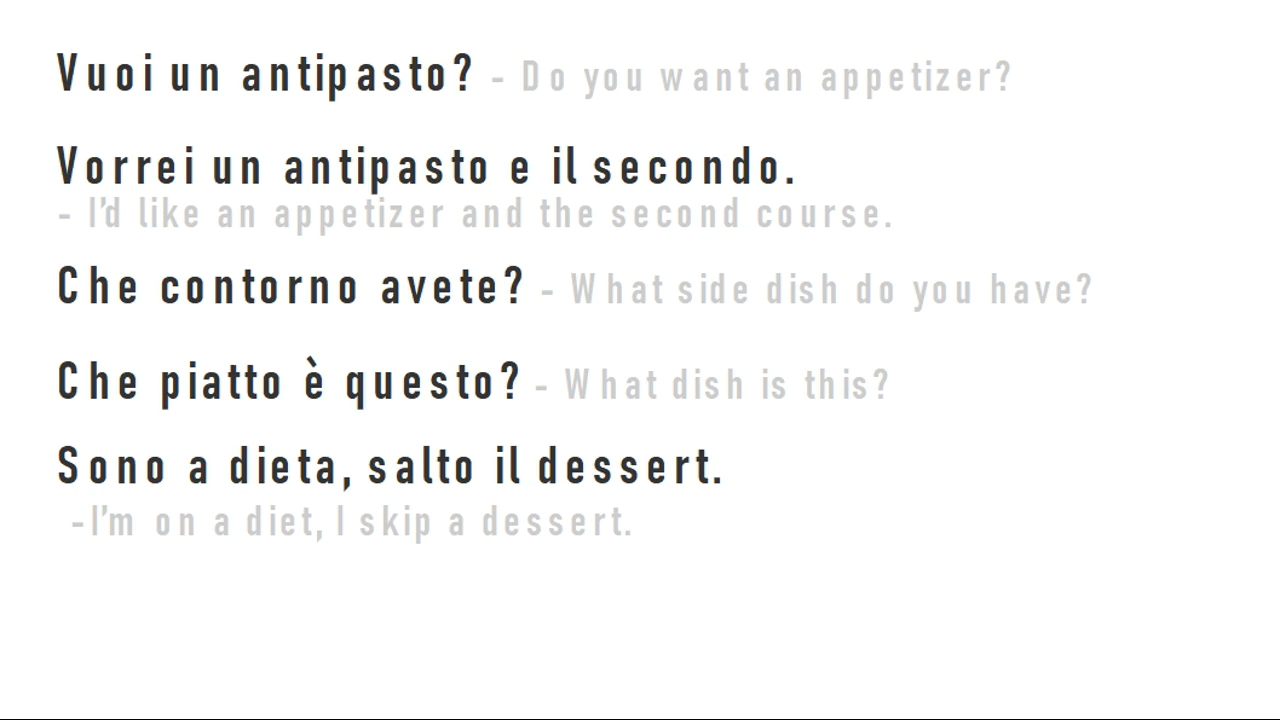 Vuoi un antipasto? - Do you want an appetizer?
Vorrei un antipasto e il secondo.
- I'd like an appetizer and the second course.
Che contorno avete? - What side dish do you have?
Che piatto è questo? - What dish is this?
Sono a dieta, salto il dessert.
-I'm on a diet, I skip a dessert.